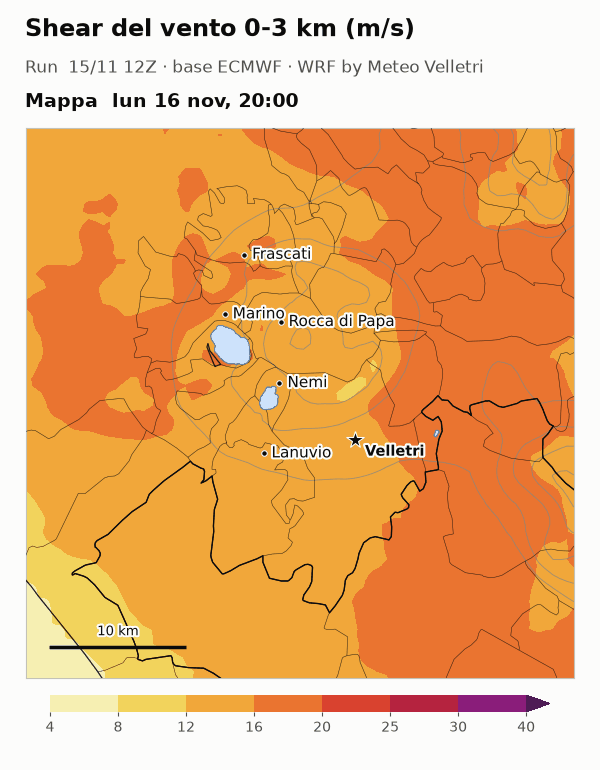 Shear del vento 0-3 km (m/s)
Run  15/11 12Z · base ECMWF · WRF by Meteo Velletri
Mappa  lun 16 nov, 20:00
Frascati
Marino
Rocca di Papa
Nemi
Velletri
Lanuvio
10 km
4 8 12 16 20 25 30 40